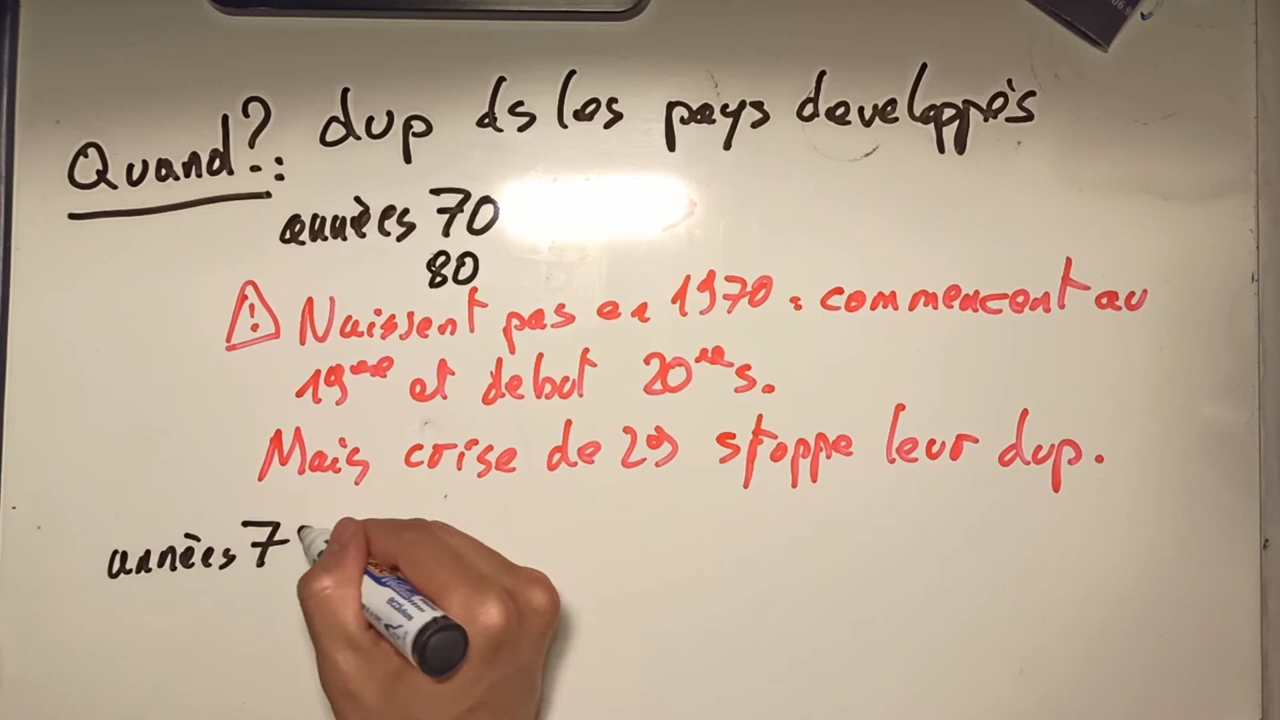 Quand?: dvp ds les pays developpés
années 70
80
⚠ Naissent pas en 1970: commencent au
19ème et debut 20ème s.
Mais crise de 29 stoppe leur dvp.
années 7